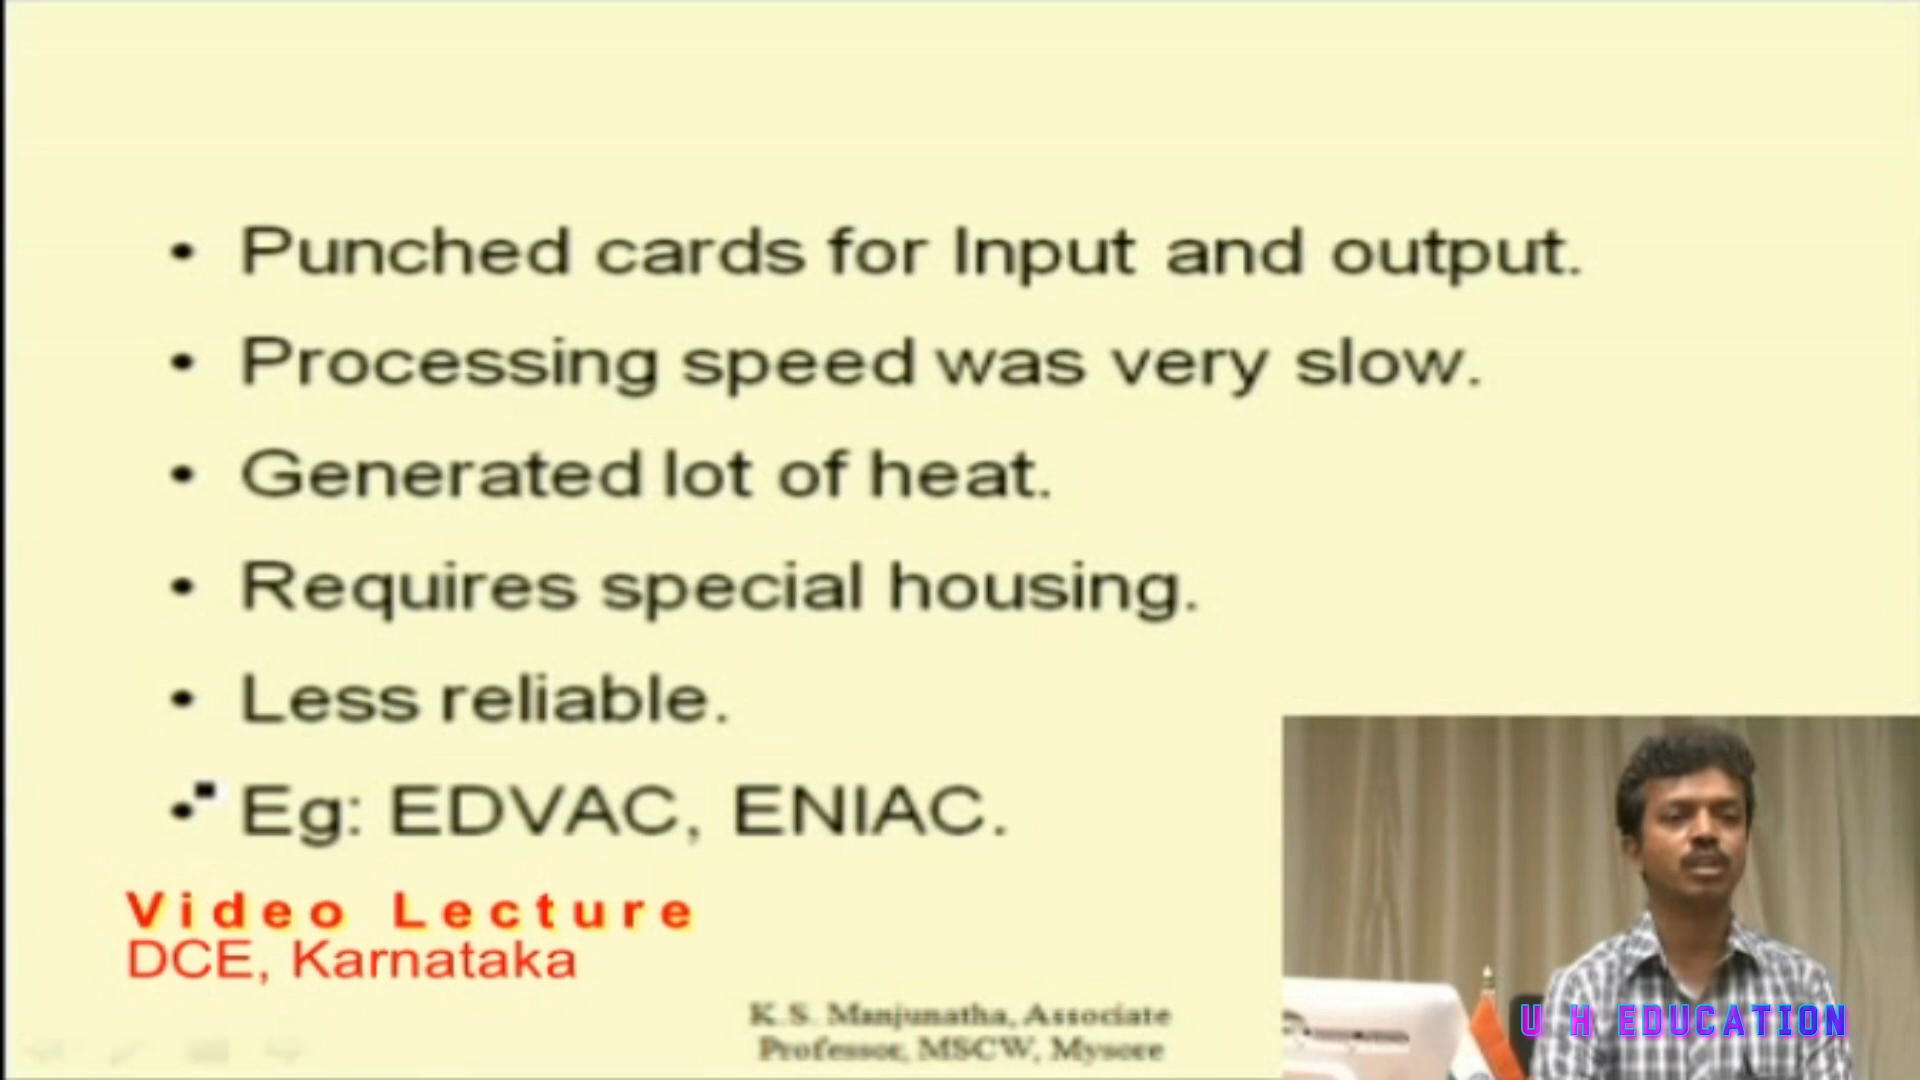 • Punched cards for Input and output.
• Processing speed was very slow.
• Generated lot of heat.
• Requires special housing.
• Less reliable.
• Eg: EDVAC, ENIAC.
Video Lecture
DCE, Karnataka
K.S. Manjunatha, Associate
Professor, MSCW, Mysore
U H EDUCATION